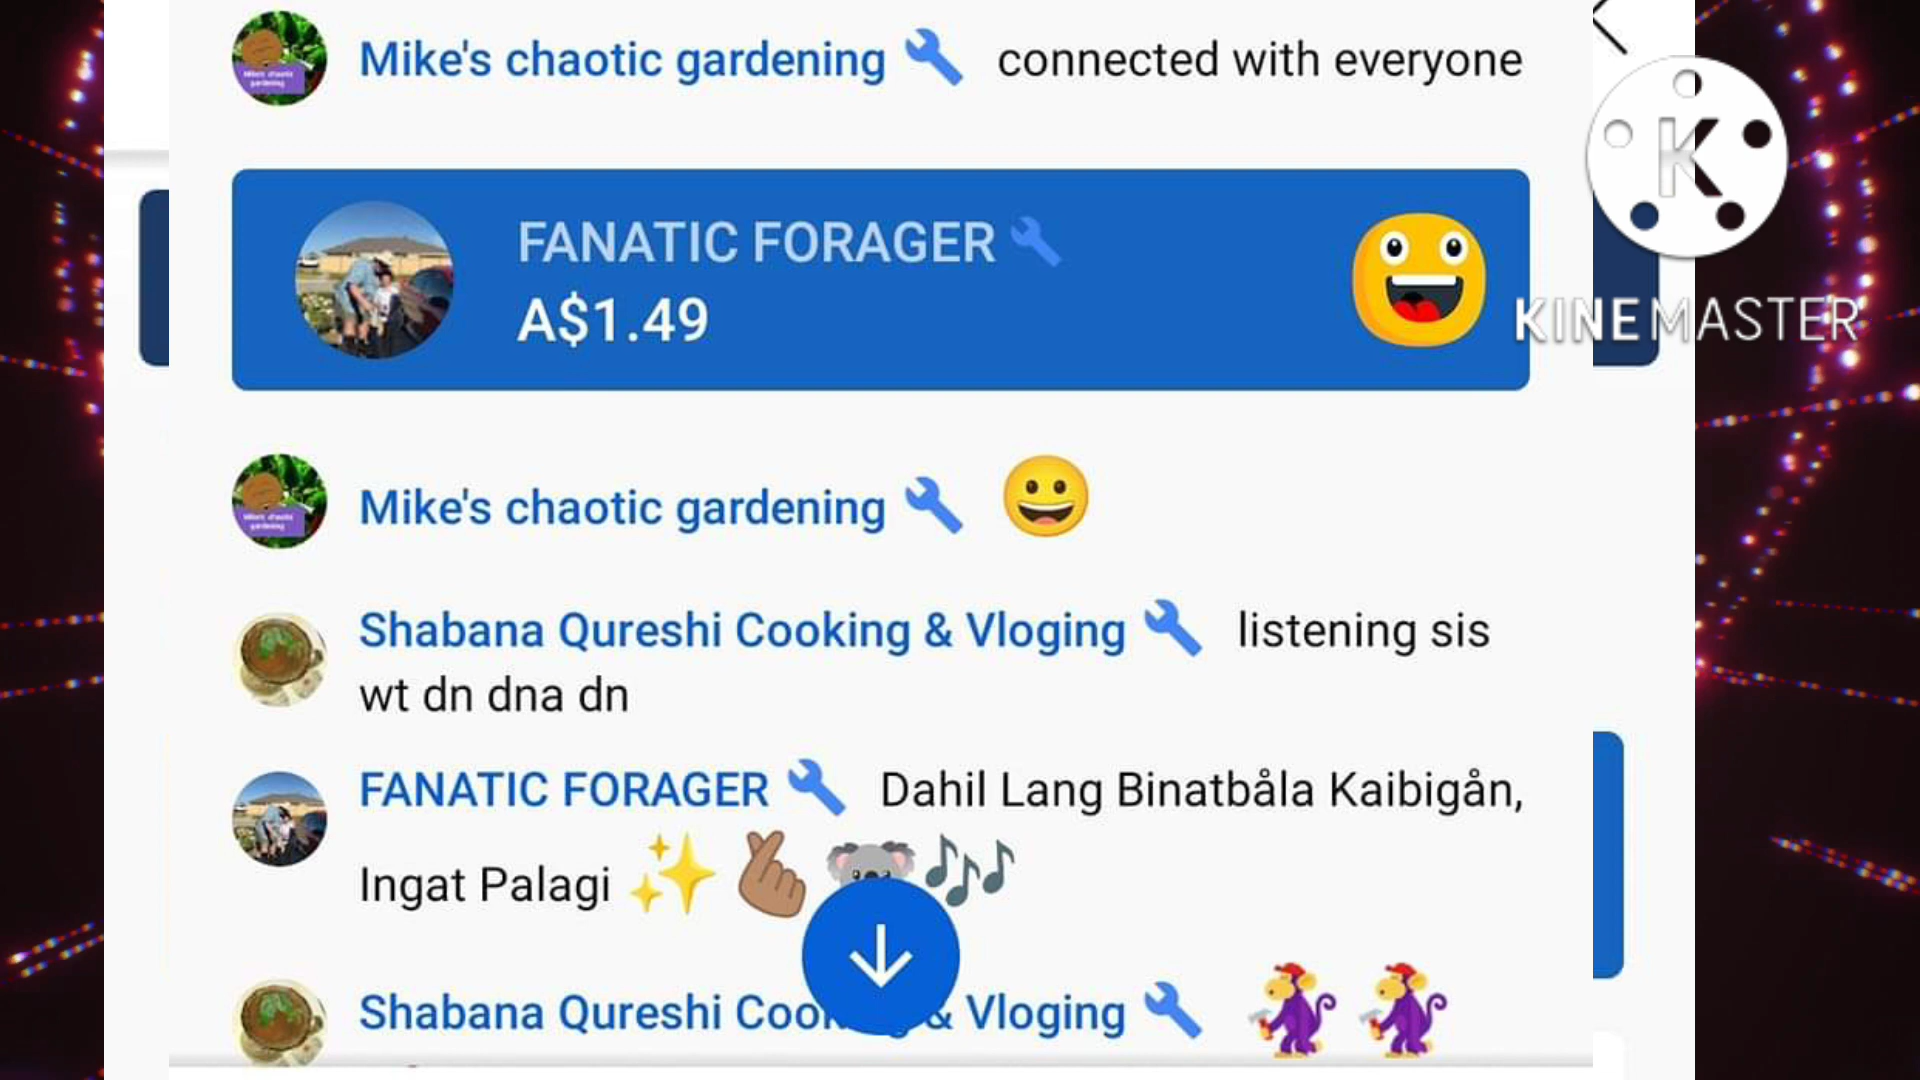 Mike's chaotic gardening connected with everyone
FANATIC FORAGER
A$1.49
KINEMASTER
Mike's chaotic gardening
Shabana Qureshi Cooking & Vloging listening sis
wt dn dna dn
FANATIC FORAGER Dahil Lang Binatbåla Kaibigån,
Ingat Palagi
Shabana Qureshi & Vloging